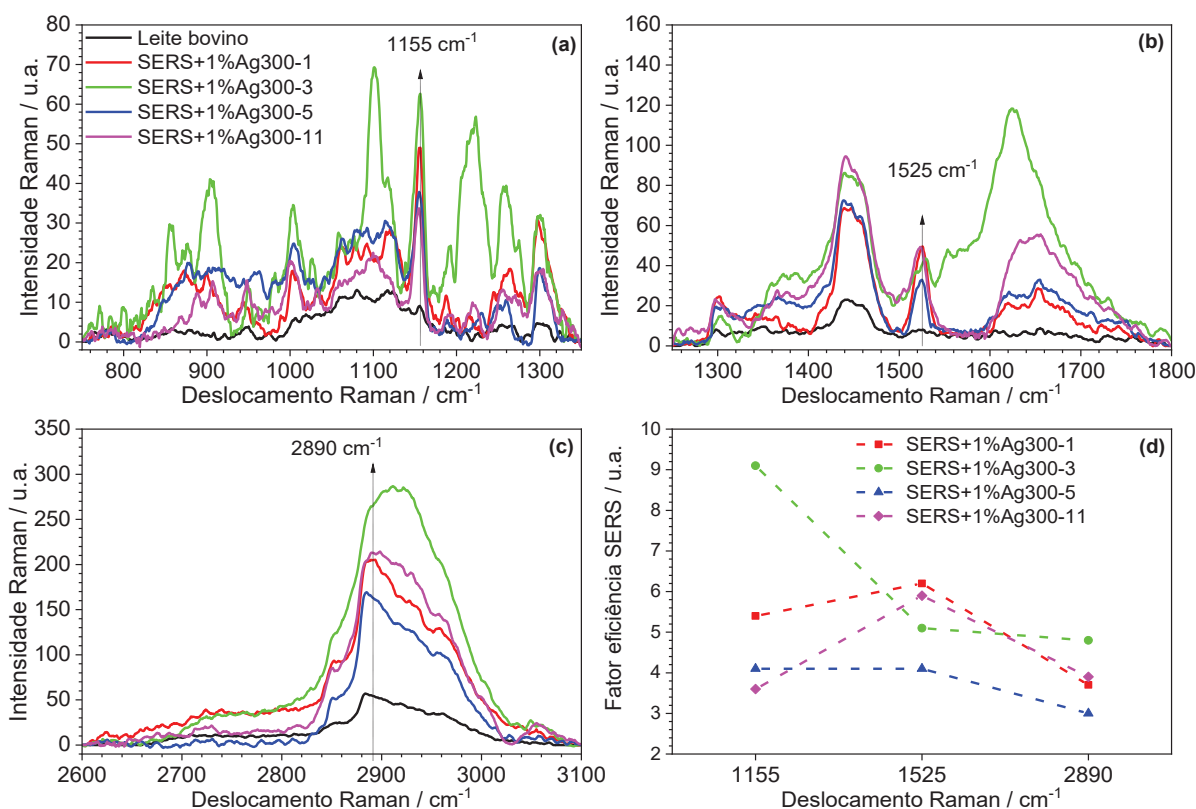 80
70
60
50
40
30
20
10
0
Intensidade Raman / u.a.
(a)
Leite bovino
SERS+1%Ag300-1
SERS+1%Ag300-3
SERS+1%Ag300-5
SERS+1%Ag300-11
1155 cm-1
800 900 1000 1100 1200 1300
Deslocamento Raman / cm-1
160
140
120
100
80
60
40
20
0
Intensidade Raman / u.a.
(b)
1525 cm-1
1300 1400 1500 1600 1700 1800
Deslocamento Raman / cm-1
350
300
250
200
150
100
50
0
Intensidade Raman / u.a.
(c)
2890 cm-1
2600 2700 2800 2900 3000 3100
Deslocamento Raman / cm-1
10
9
8
7
6
5
4
3
2
Fator eficiência SERS / u.a.
(d)
SERS+1%Ag300-1
SERS+1%Ag300-3
SERS+1%Ag300-5
SERS+1%Ag300-11
1155 1525 2890
Deslocamento Raman / cm-1